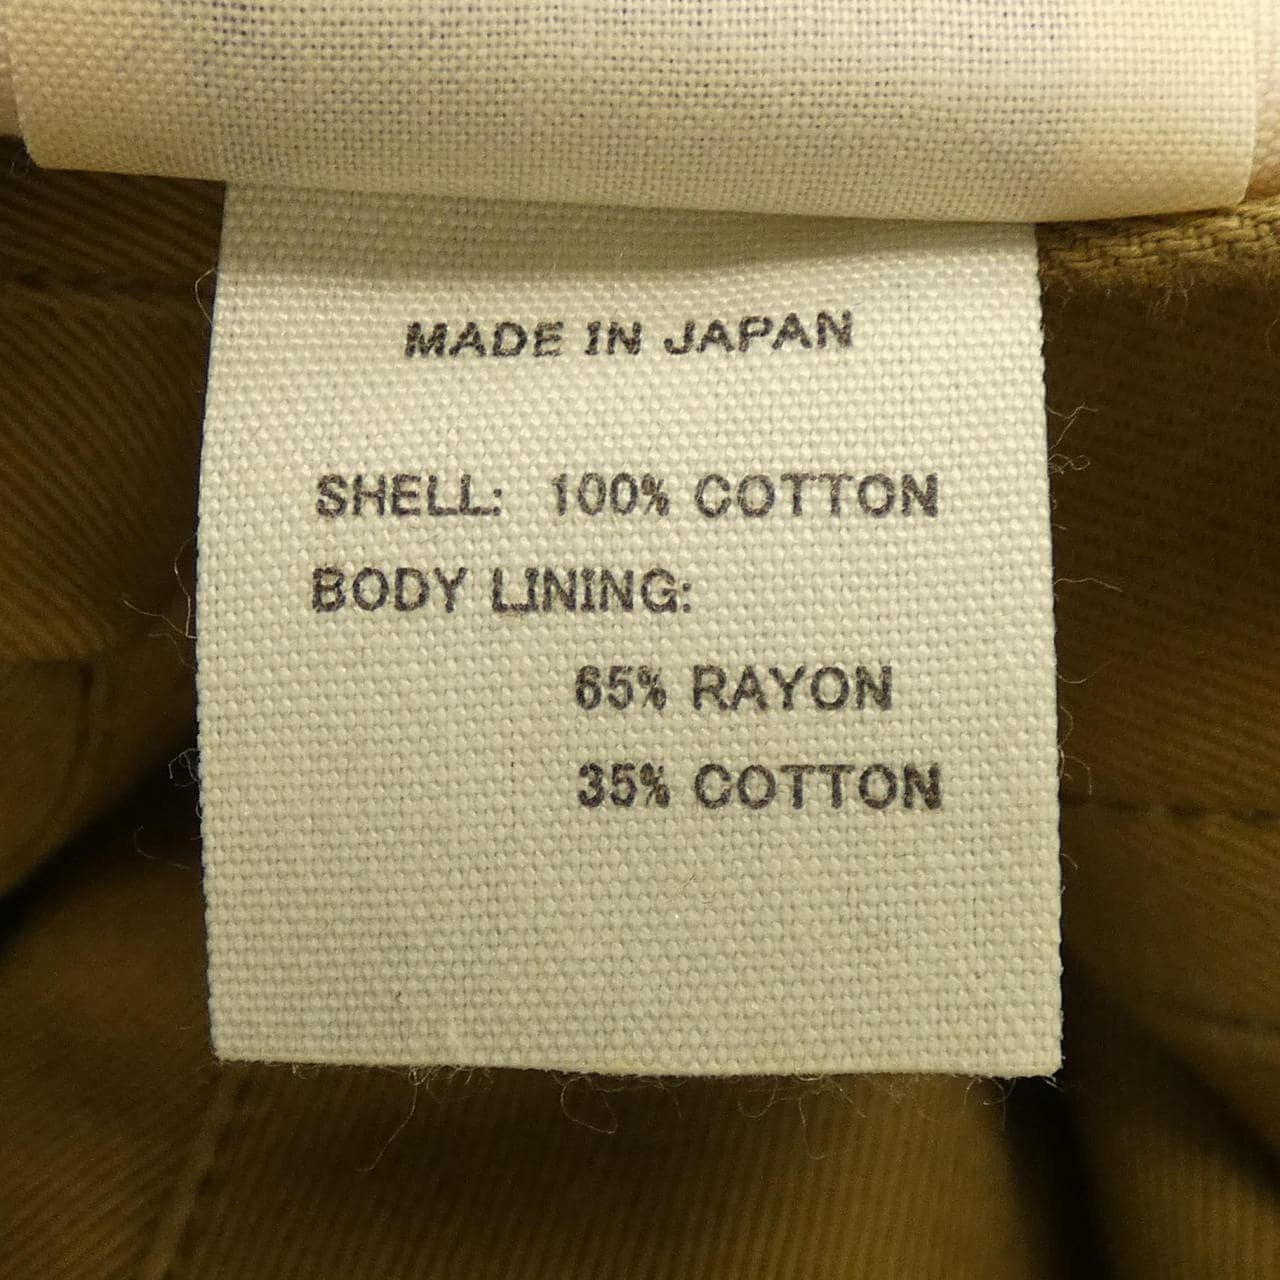 MADE IN JAPAN
SHELL: 100% COTTON
BODY LINING:
65% RAYON
35% COTTON